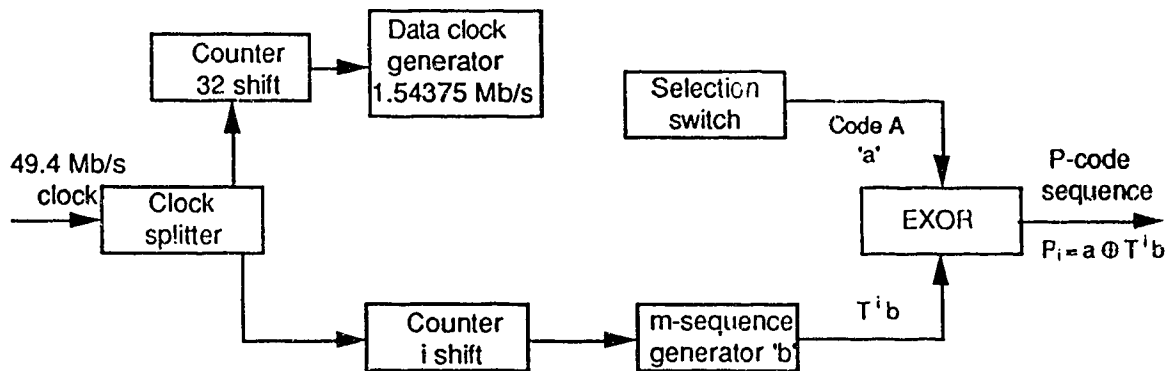 Counter
32 shift
Data clock
generator
1.54375 Mb/s
Selection
switch
Code A
'a'
49.4 Mb/s
clock
Clock
splitter
P-code
sequence
EXOR
Pᵢ = a ⊕ Tⁱb
Counter
i shift
m-sequence
generator 'b'
Tⁱb